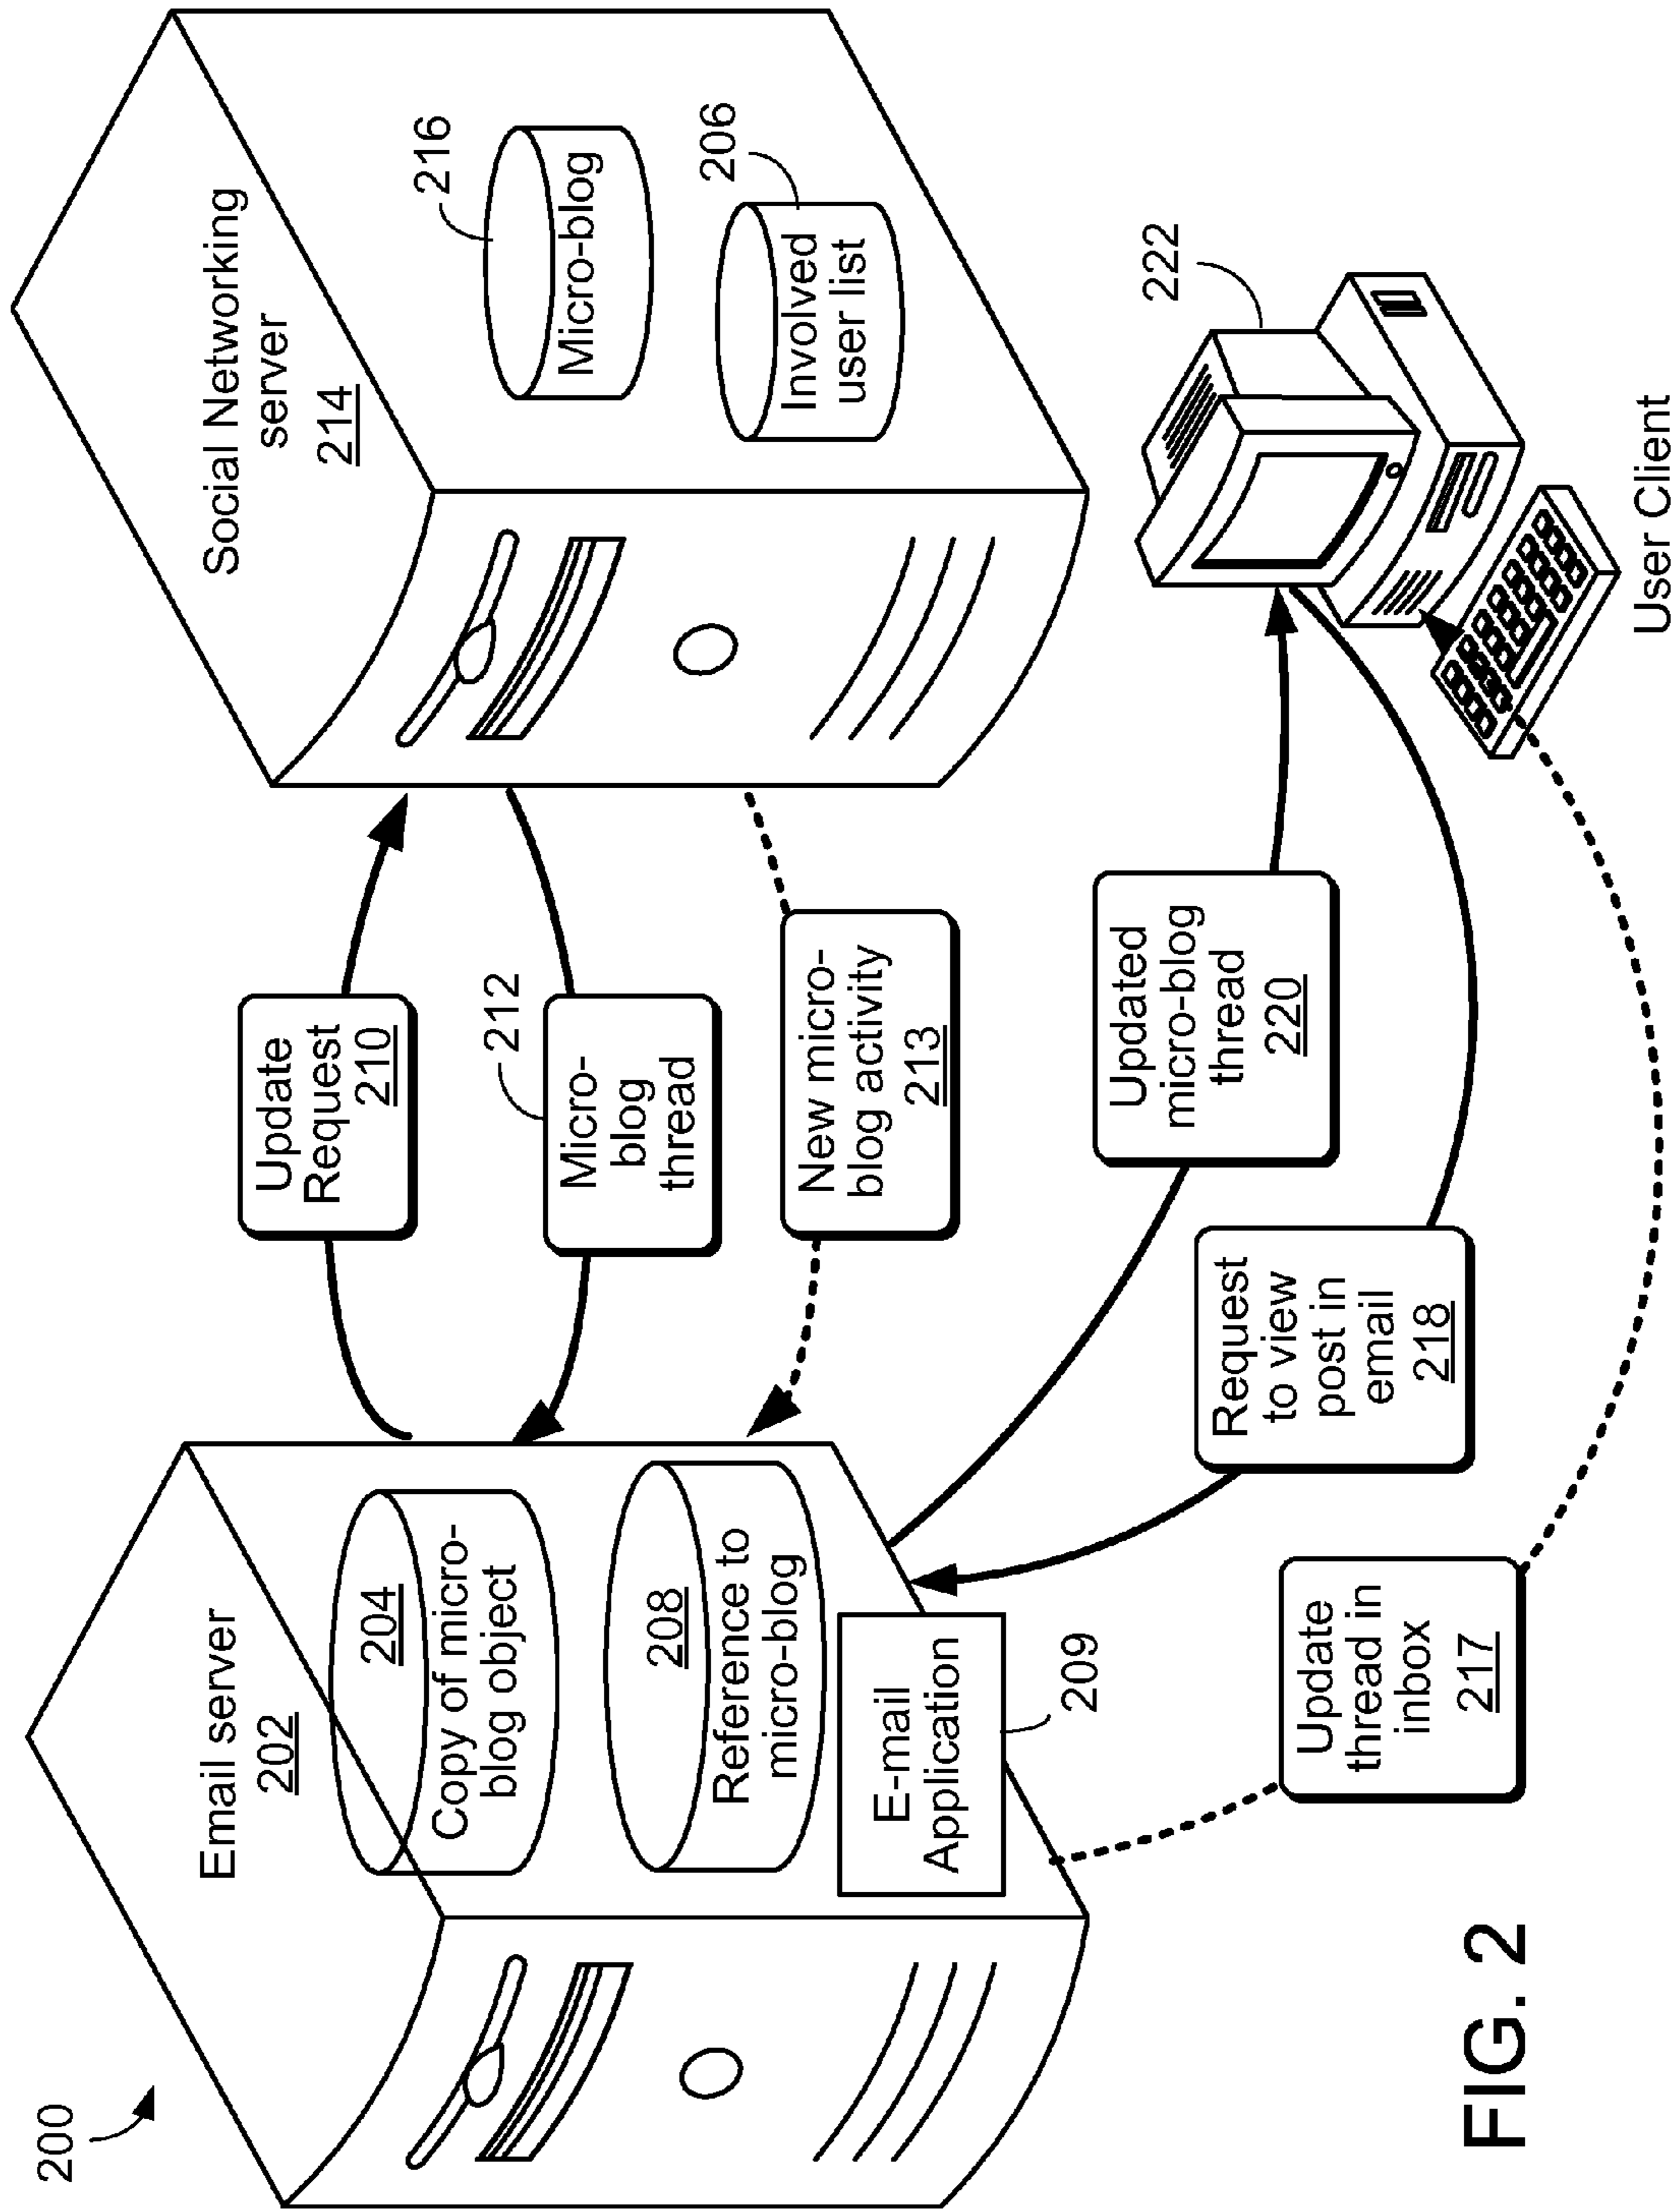 200
Email server
202
204
Copy of micro-
blog object
208
Reference to
micro-blog
E-mail
Application
209
Update
Request
210
212
Micro-
blog
thread
New micro-
blog activity
213
Social Networking
server
214
216
Micro-blog
206
Involved
user list
Updated
micro-blog
thread
220
Request
to view
post in
email
218
Update
thread in
inbox
217
222
User Client
FIG. 2